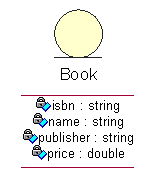 Book
isbn : string
name : string
publisher : string
price : double